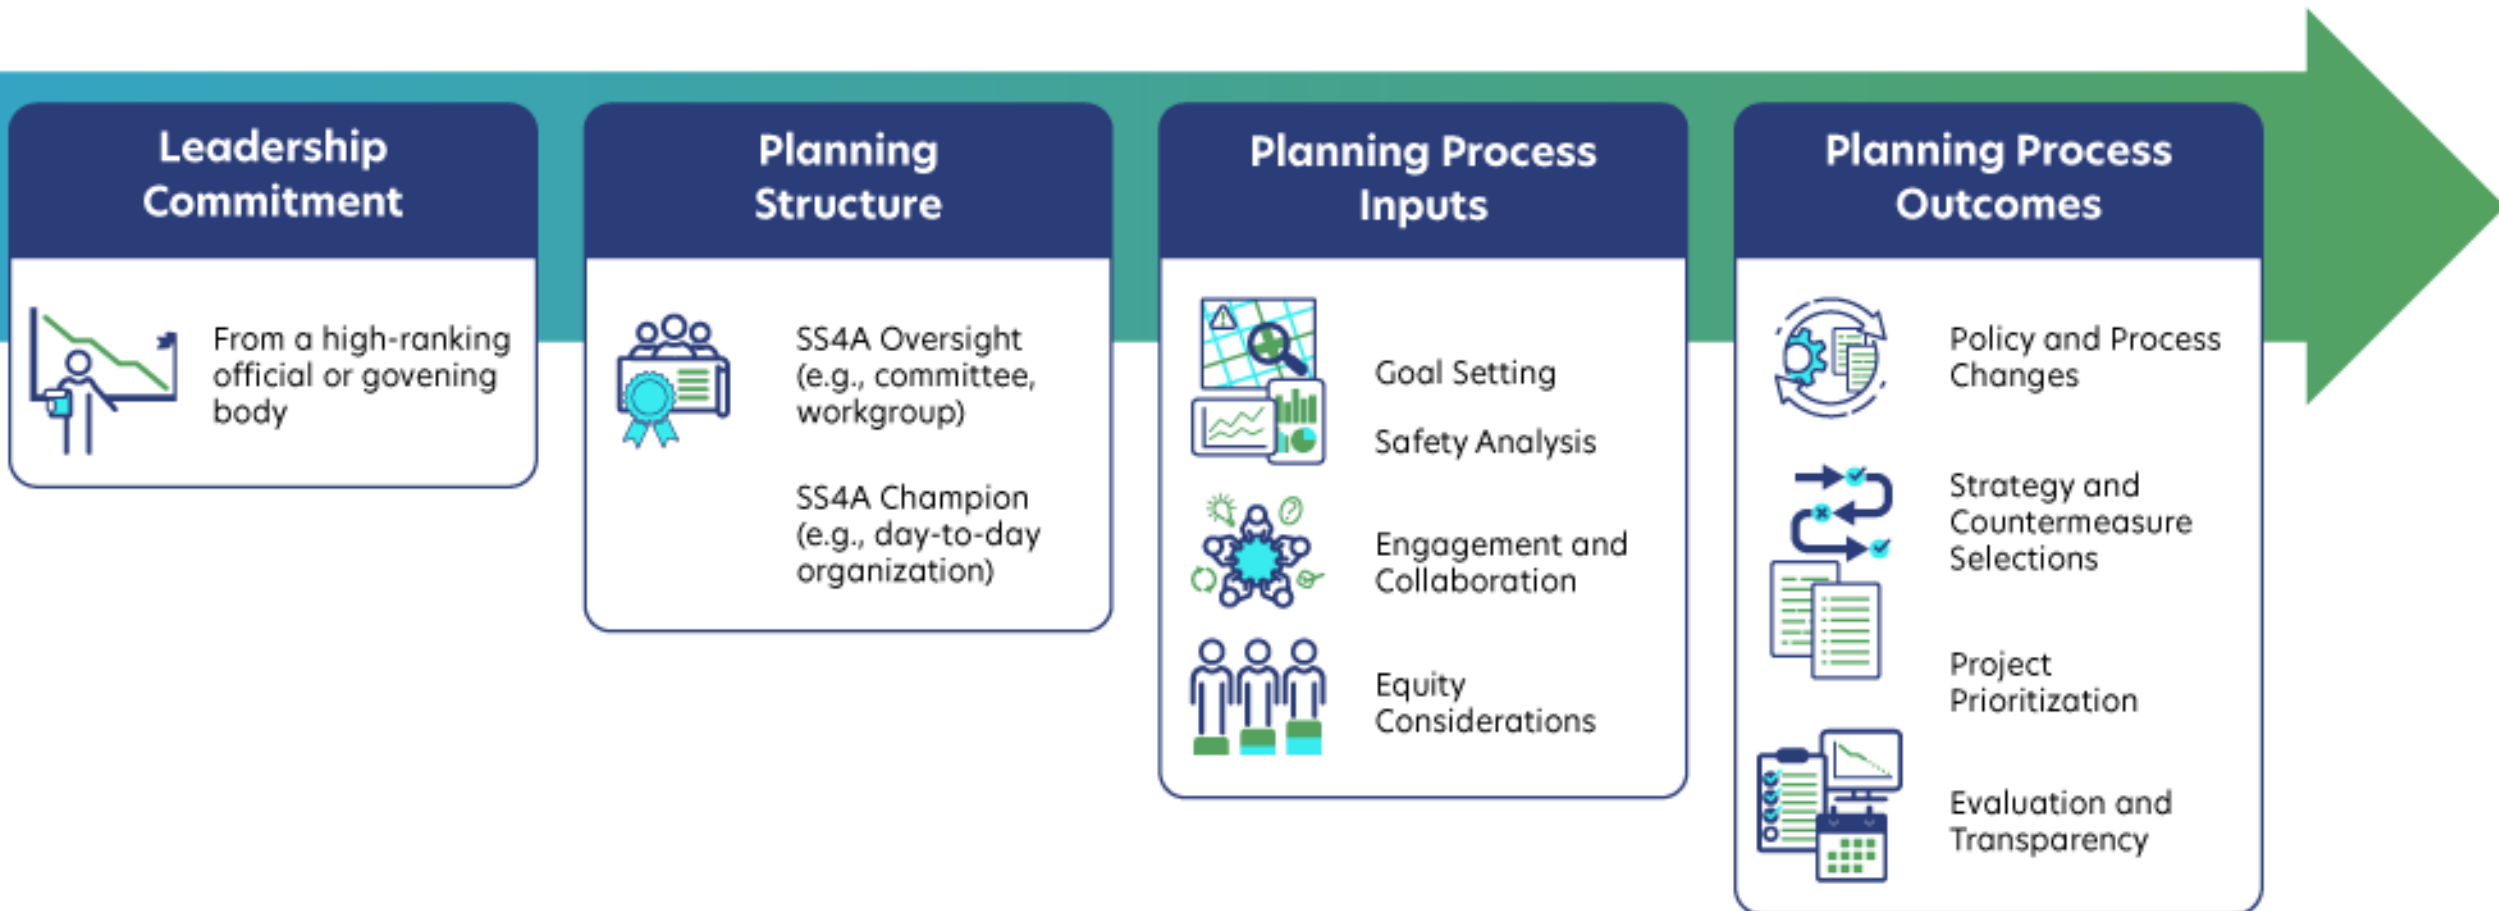 Leadership
Commitment
From a high-ranking
official or govening
body
Planning
Structure
SS4A Oversight
(e.g., committee,
workgroup)
SS4A Champion
(e.g., day-to-day
organization)
Planning Process
Inputs
Goal Setting
Safety Analysis
Engagement and
Collaboration
Equity
Considerations
Planning Process
Outcomes
Policy and Process
Changes
Strategy and
Countermeasure
Selections
Project
Prioritization
Evaluation and
Transparency